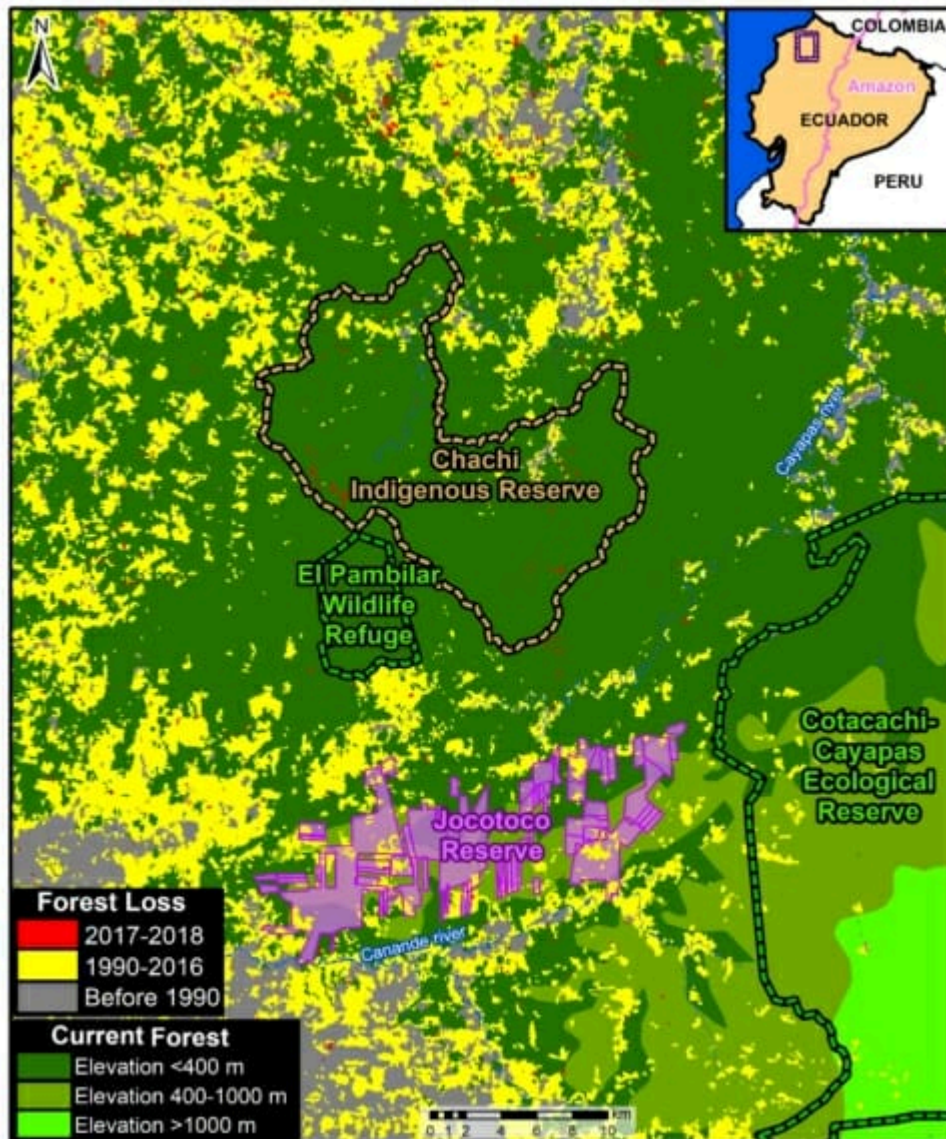 N
COLOMBIA
Amazon
ECUADOR
PERU
Cayapas river
Chachi
Indigenous Reserve
El Pambilar
Wildlife
Refuge
Cotacachi-
Cayapas
Ecological
Reserve
Jocotoco
Reserve
Canande river
Forest Loss
2017-2018
1990-2016
Before 1990
Current Forest
Elevation <400 m
Elevation 400-1000 m
Elevation >1000 m
km
0 1 2 4 6 8 10